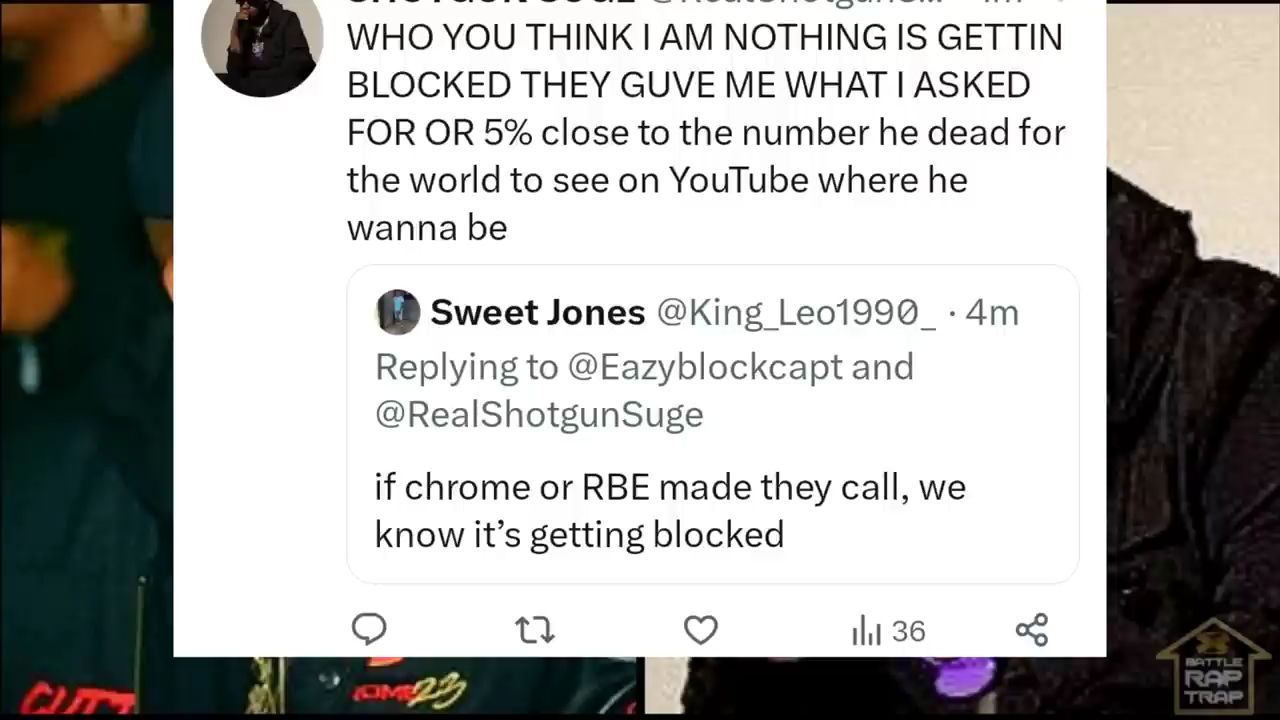 WHO YOU THINK I AM NOTHING IS GETTIN
BLOCKED THEY GUVE ME WHAT I ASKED
FOR OR 5% close to the number he dead for
the world to see on YouTube where he
wanna be
Sweet Jones @King_Leo1990_ · 4m
Replying to @Eazyblockcapt and
@RealShotgunSuge
if chrome or RBE made they call, we
know it’s getting blocked
36
BATTLE
RAP
TRAP